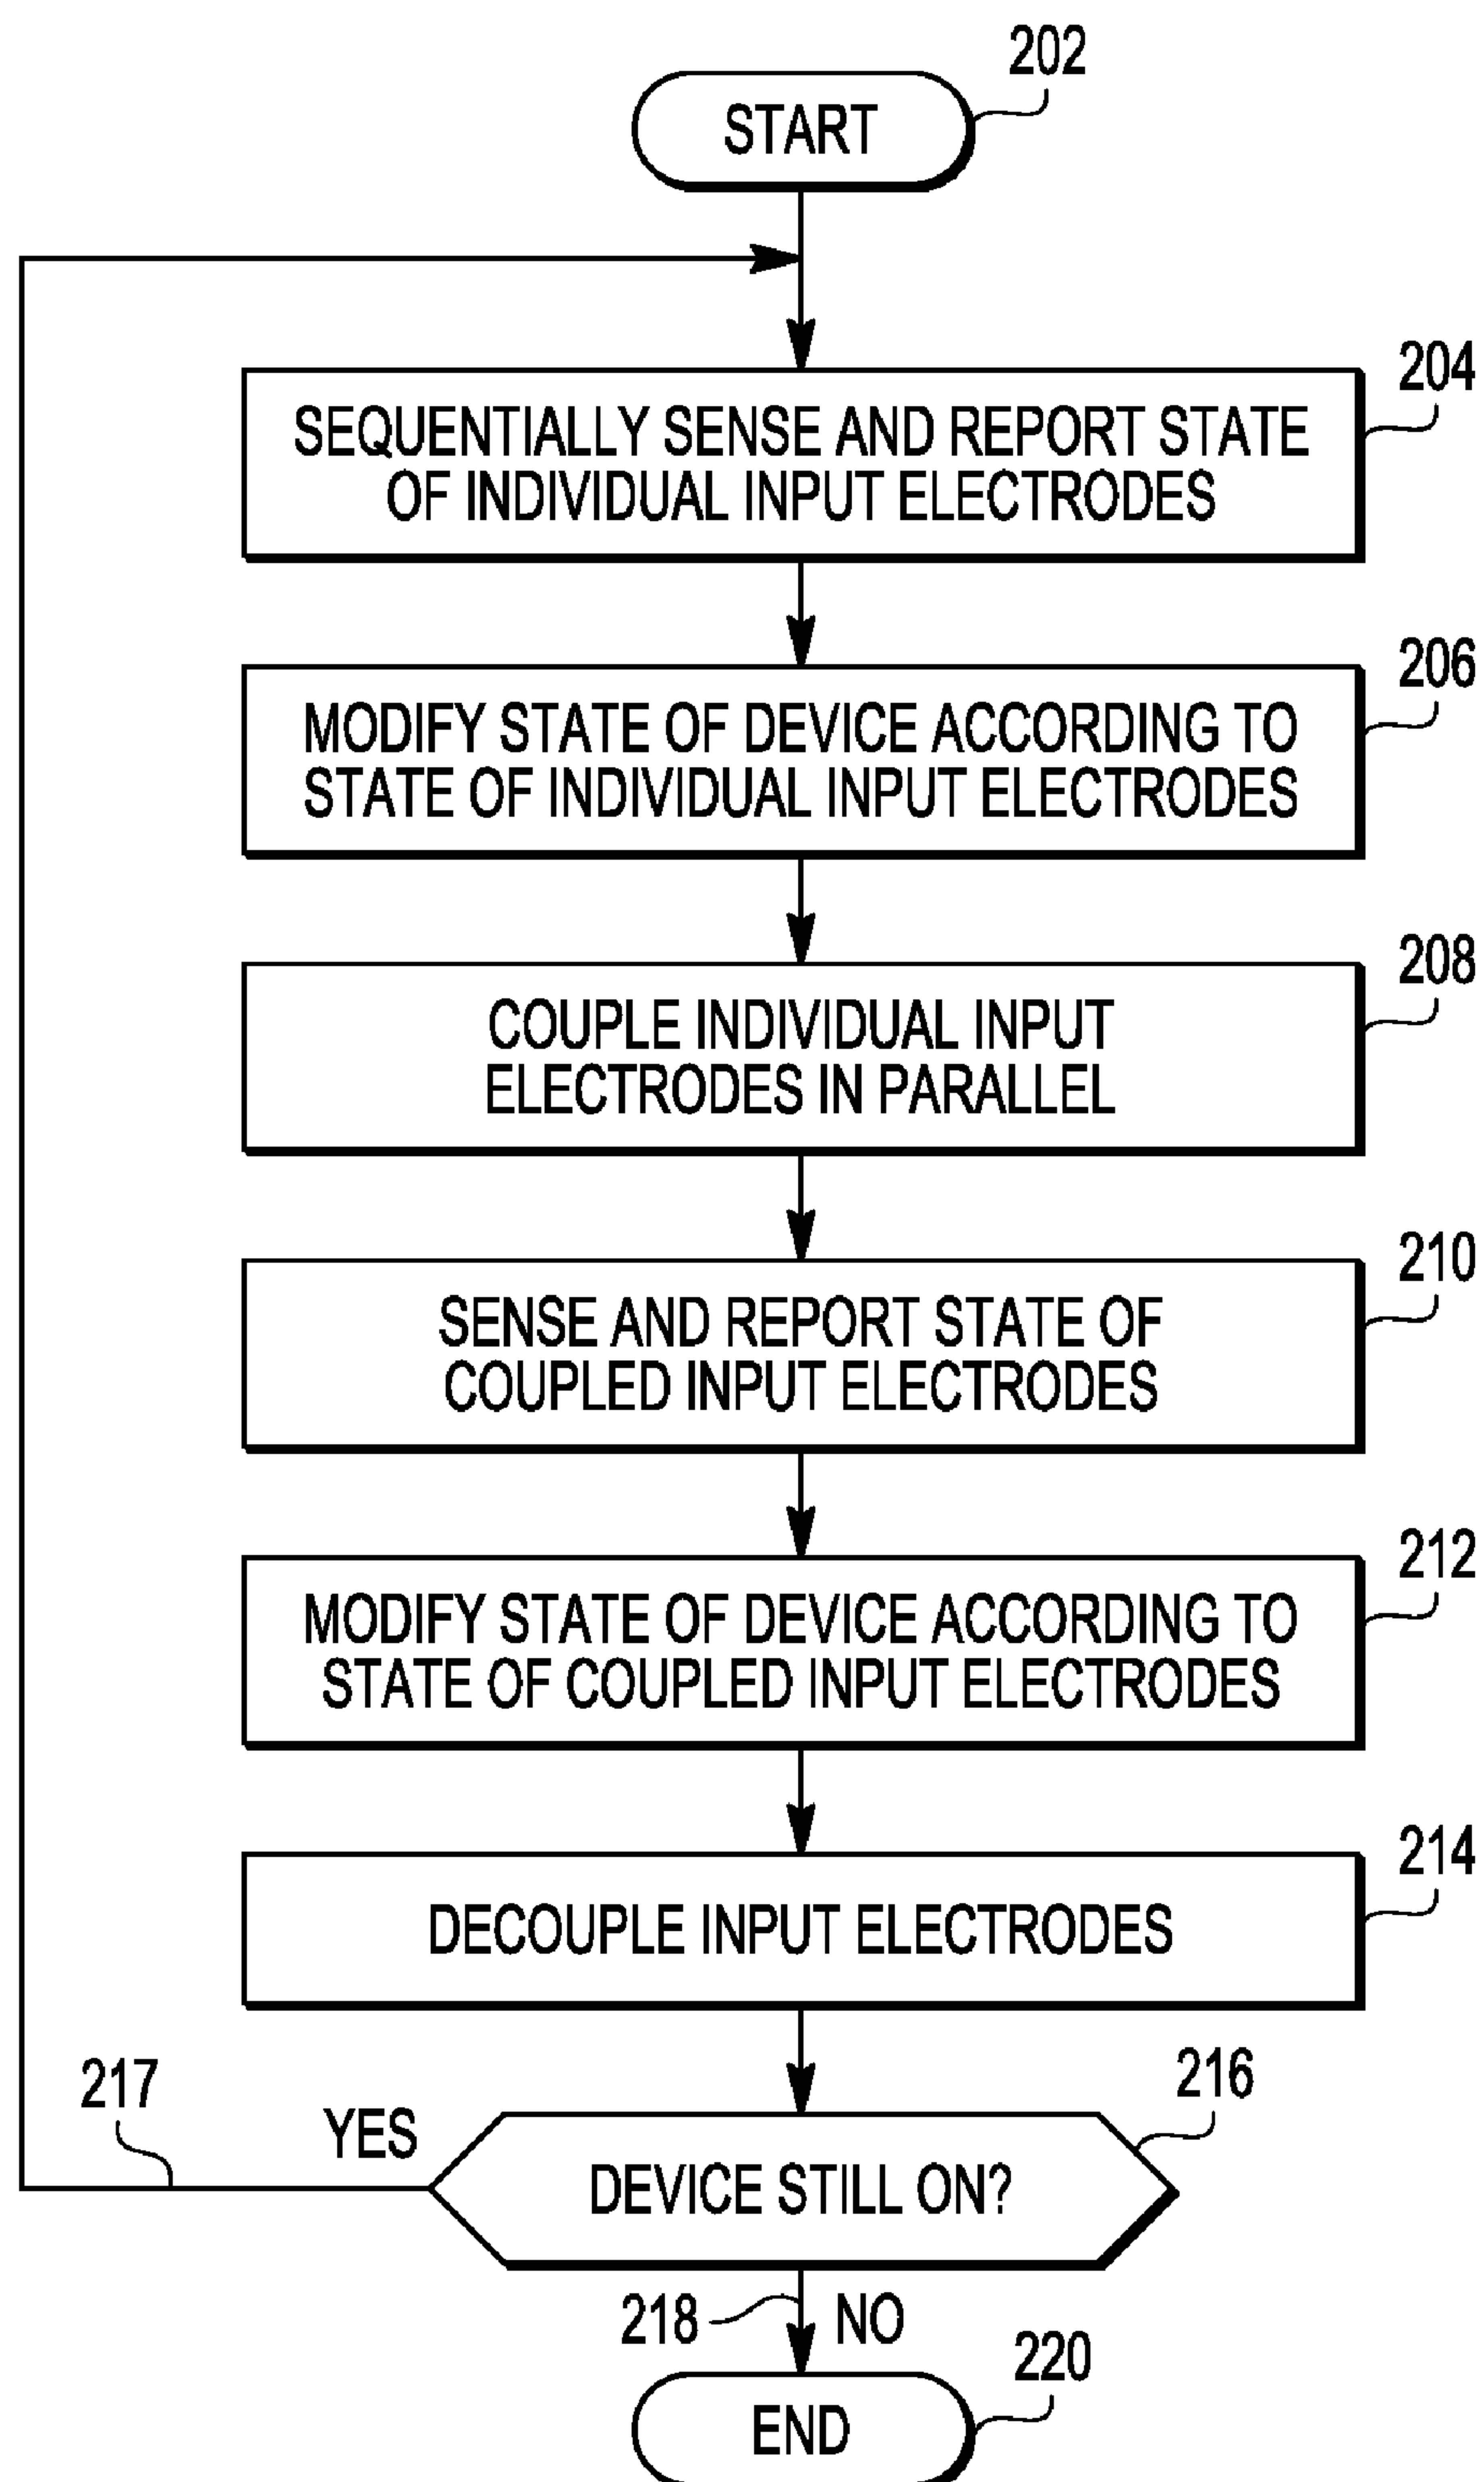 202
START
204
SEQUENTIALLY SENSE AND REPORT STATE
OF INDIVIDUAL INPUT ELECTRODES
206
MODIFY STATE OF DEVICE ACCORDING TO
STATE OF INDIVIDUAL INPUT ELECTRODES
208
COUPLE INDIVIDUAL INPUT
ELECTRODES IN PARALLEL
210
SENSE AND REPORT STATE OF
COUPLED INPUT ELECTRODES
212
MODIFY STATE OF DEVICE ACCORDING TO
STATE OF COUPLED INPUT ELECTRODES
214
DECOUPLE INPUT ELECTRODES
217
YES
216
DEVICE STILL ON?
218
NO
220
END